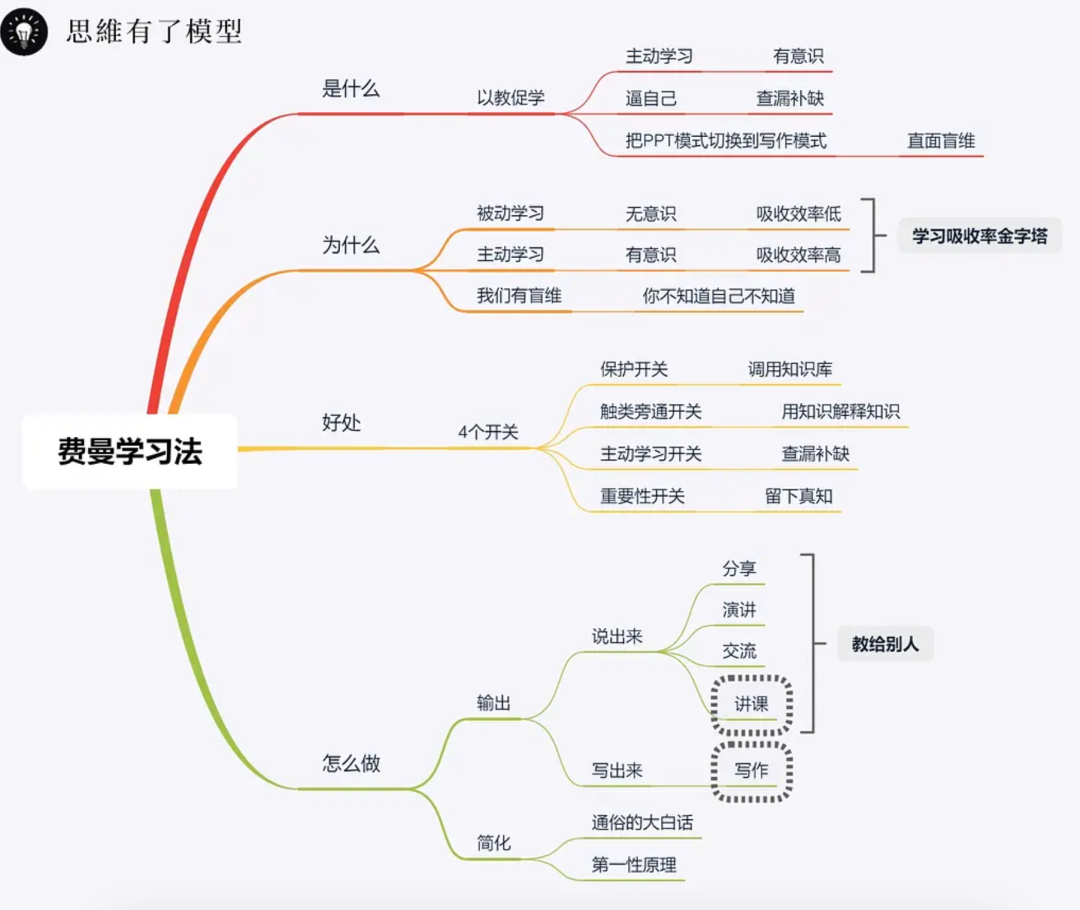 思維有了模型
费曼学习法
是什么
以教促学
主动学习 有意识
逼自己 查漏补缺
把PPT模式切换到写作模式 直面盲维
为什么
被动学习 无意识 吸收效率低
主动学习 有意识 吸收效率高
学习吸收率金字塔
我们有盲维 你不知道自己不知道
好处
4个开关
保护开关 调用知识库
触类旁通开关 用知识解释知识
主动学习开关 查漏补缺
重要性开关 留下真知
怎么做
输出
说出来
分享
演讲
交流
讲课
教给别人
写出来 写作
简化
通俗的大白话
第一性原理